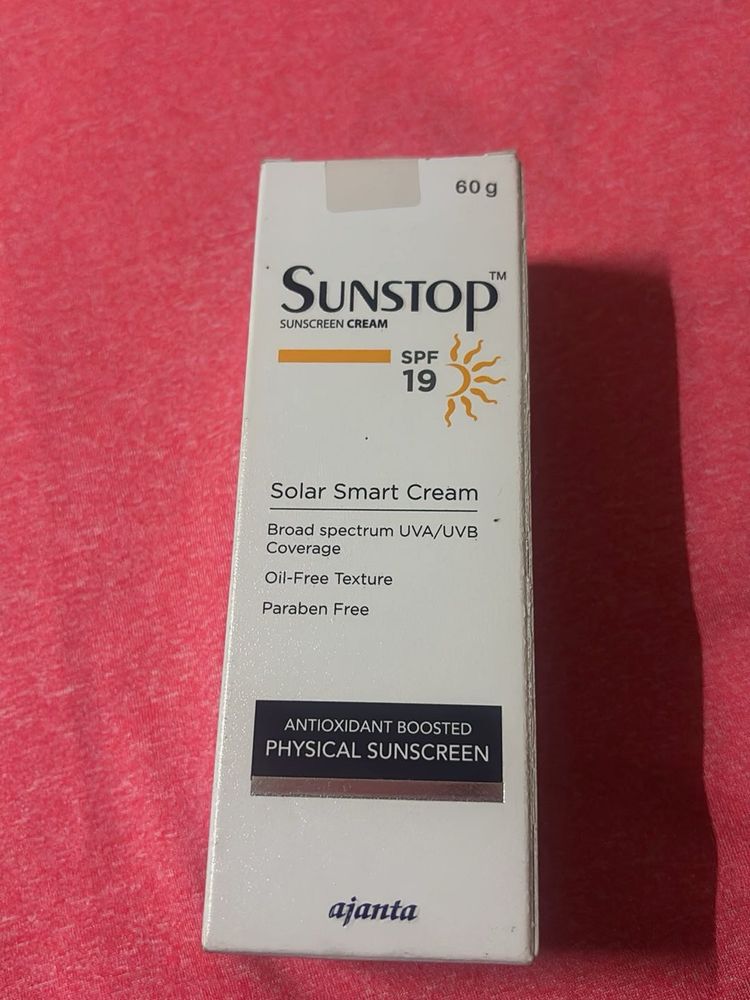 60 g
SUNSTOP™
SUNSCREEN CREAM
SPF
19
Solar Smart Cream
Broad spectrum UVA/UVB
Coverage
Oil-Free Texture
Paraben Free
ANTIOXIDANT BOOSTED
PHYSICAL SUNSCREEN
ajanta